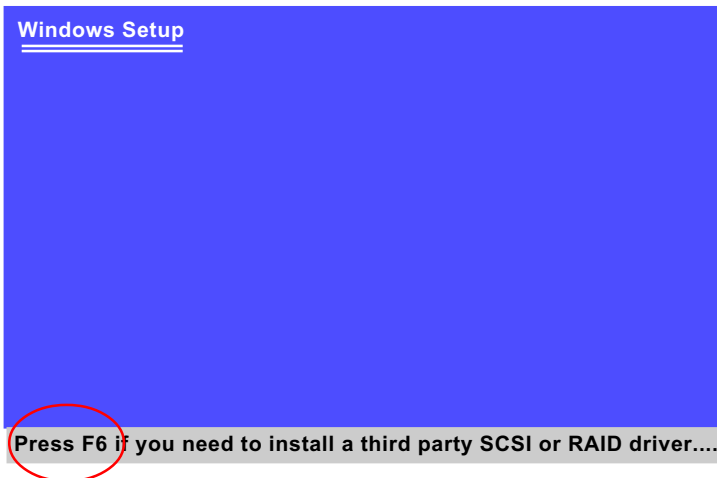 Windows Setup
Press F6 if you need to install a third party SCSI or RAID driver....